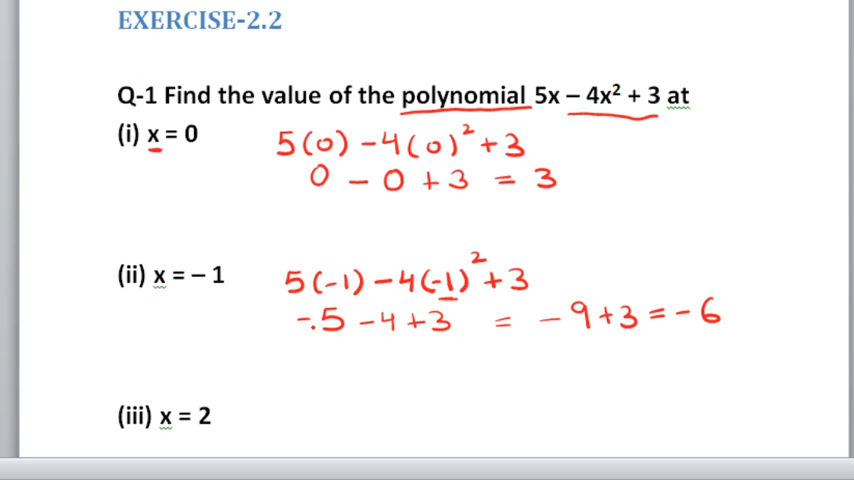 EXERCISE-2.2
Q-1 Find the value of the polynomial 5x – 4x² + 3 at
(i) x = 0
5(0) -4(0)² +3
0 - 0 + 3 = 3
(ii) x = – 1
5(-1) -4(-1)² +3
-.5 -4 +3 = -9+3 = -6
(iii) x = 2